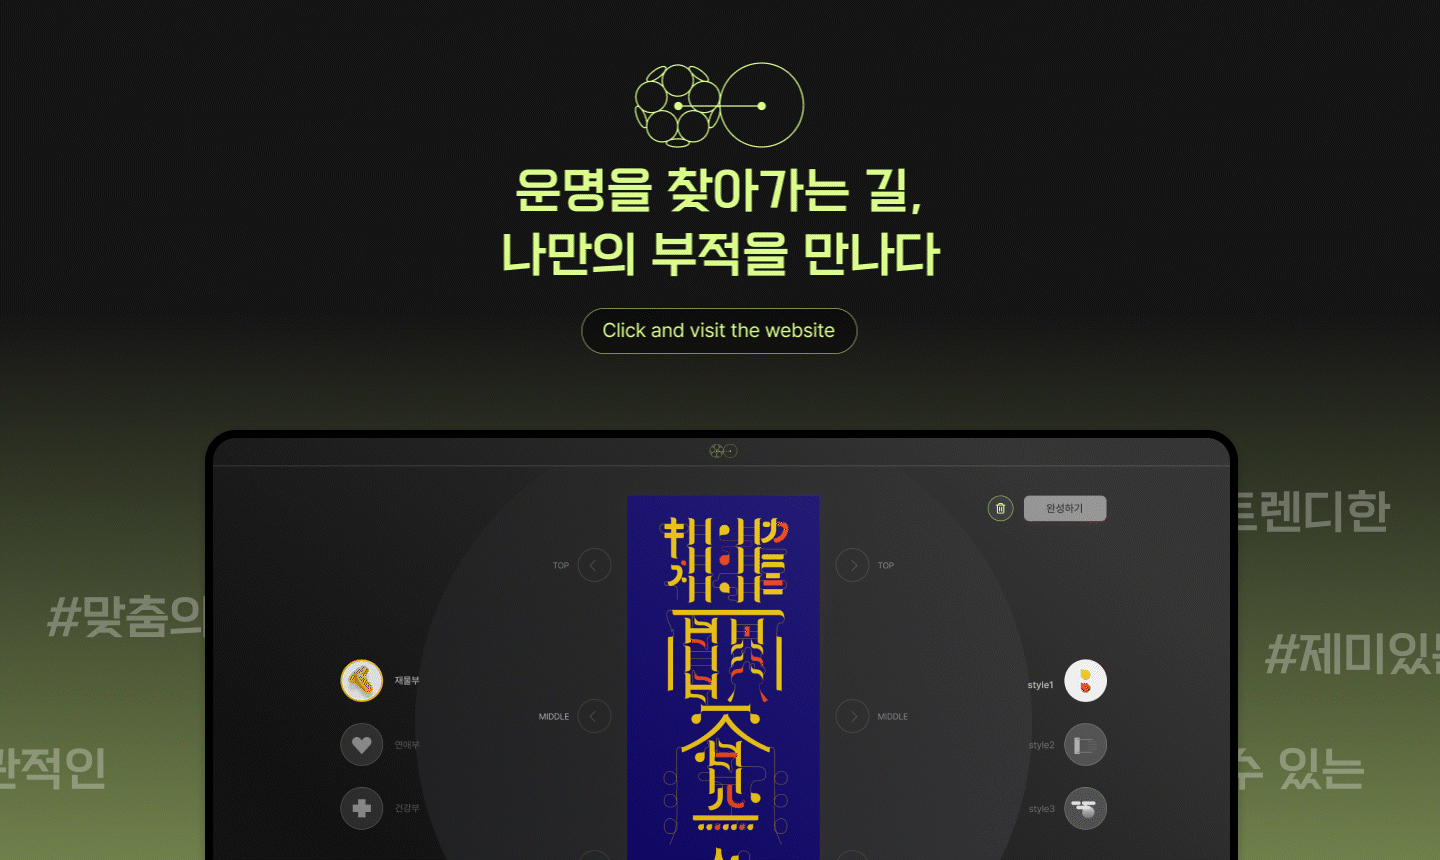 운명을 찾아가는 길,
나만의 부적을 만나다
Click and visit the website
완성하기
트렌디한
TOP
TOP
#맞춤의
#제미있는
재물부
style1
MIDDLE
MIDDLE
연애부
style2
관적인
수 있는
건강부
style3